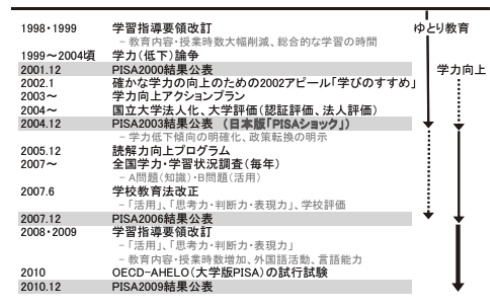 1998・1999 学習指導要領改訂
－教育内容・授業時数大幅削減、総合的な学習の時間
1999～2004頃 学力（低下）論争
2001.12 PISA2000結果公表
2002.1 確かな学力の向上のための2002アピール「学びのすすめ」
2003～ 学力向上アクションプラン
2004～ 国立大学法人化、大学評価（認証評価、法人評価）
2004.12 PISA2003結果公表 （日本版「PISAショック」）
－学力低下傾向の明確化、政策転換の明示
2005.12 読解力向上プログラム
2007～ 全国学力・学習状況調査（毎年）
－A問題（知識）・B問題（活用）
2007.6 学校教育法改正
－「活用」、「思考力・判断力・表現力」、学校評価
2007.12 PISA2006結果公表
2008・2009 学習指導要領改訂
－「活用」、「思考力・判断力・表現力」
－教育内容・授業時数増加、外国語活動、言語能力
2010 OECD-AHELO（大学版PISA）の試行試験
2010.12 PISA2009結果公表
ゆとり教育
学力向上